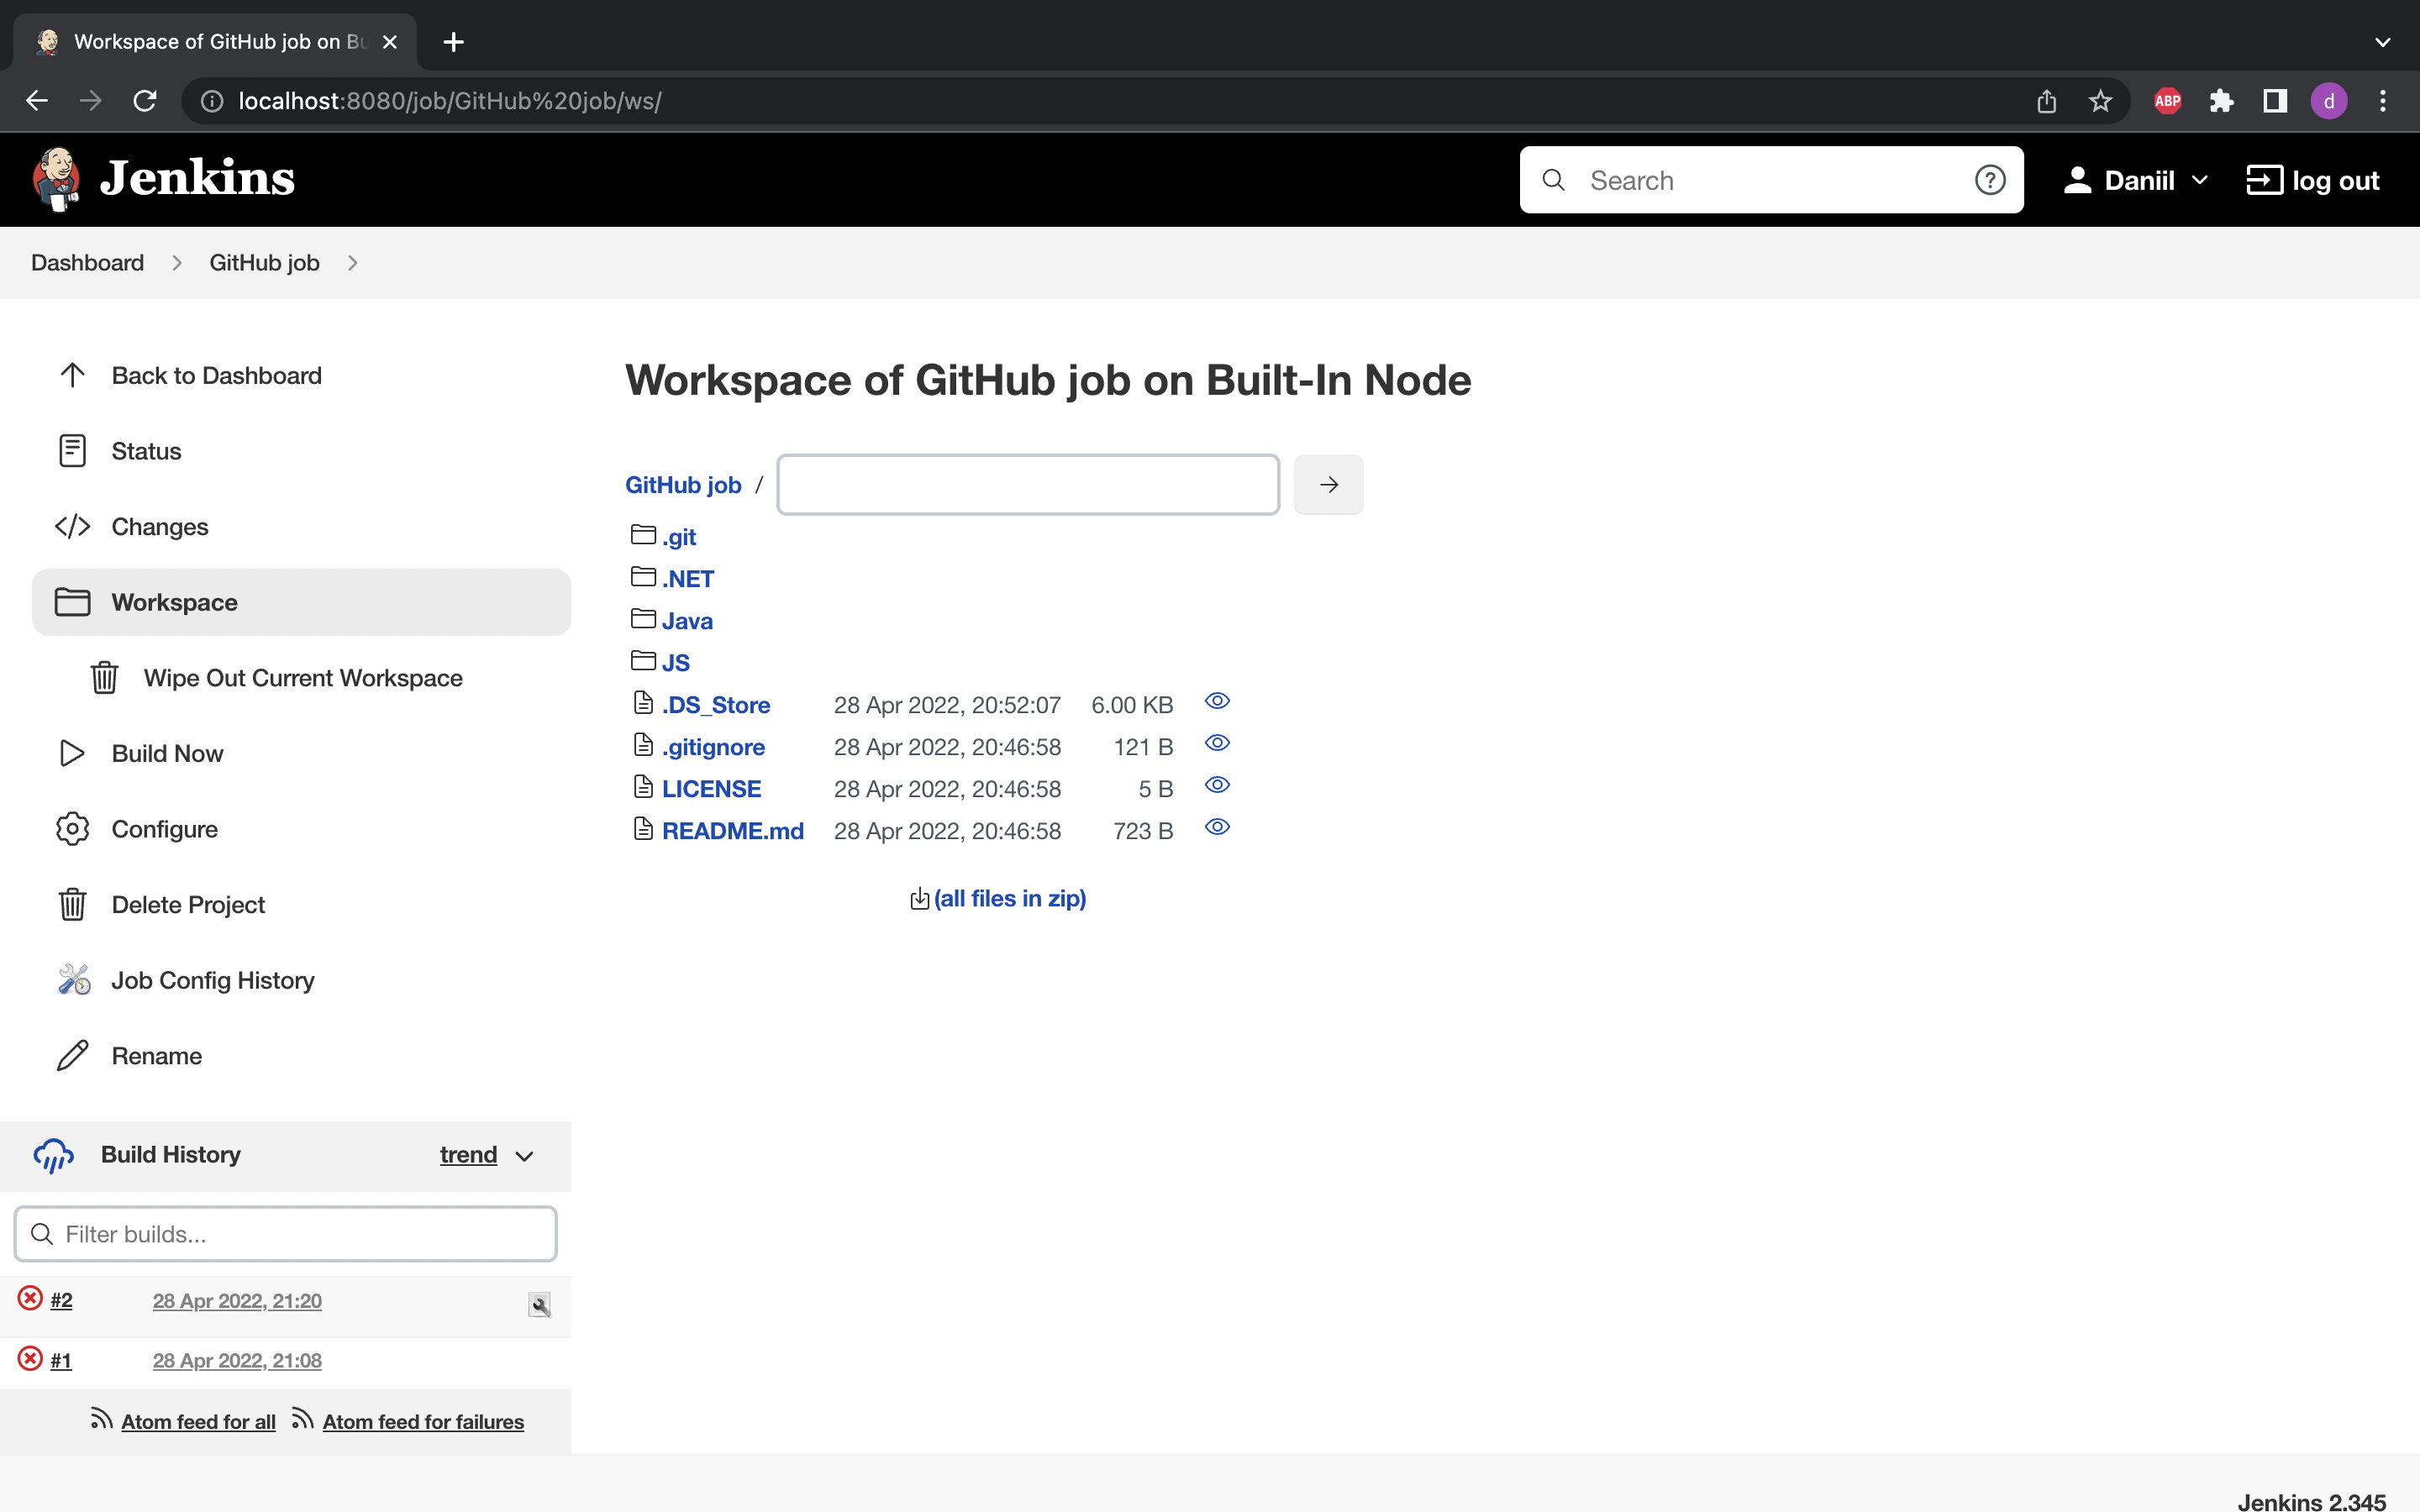 Workspace of GitHub job on Bu
localhost:8080/job/GitHub%20job/ws/
ABP
d
Jenkins
Search
?
Daniil
log out
Dashboard
GitHub job
Back to Dashboard
Status
Changes
Workspace
Wipe Out Current Workspace
Build Now
Configure
Delete Project
Job Config History
Rename
Build History trend
Filter builds...
#2 28 Apr 2022, 21:20
#1 28 Apr 2022, 21:08
Atom feed for all Atom feed for failures
Workspace of GitHub job on Built-In Node
GitHub job /
.git
.NET
Java
JS
.DS_Store 28 Apr 2022, 20:52:07 6.00 KB
.gitignore 28 Apr 2022, 20:46:58 121 B
LICENSE 28 Apr 2022, 20:46:58 5 B
README.md 28 Apr 2022, 20:46:58 723 B
(all files in zip)
Jenkins 2.345